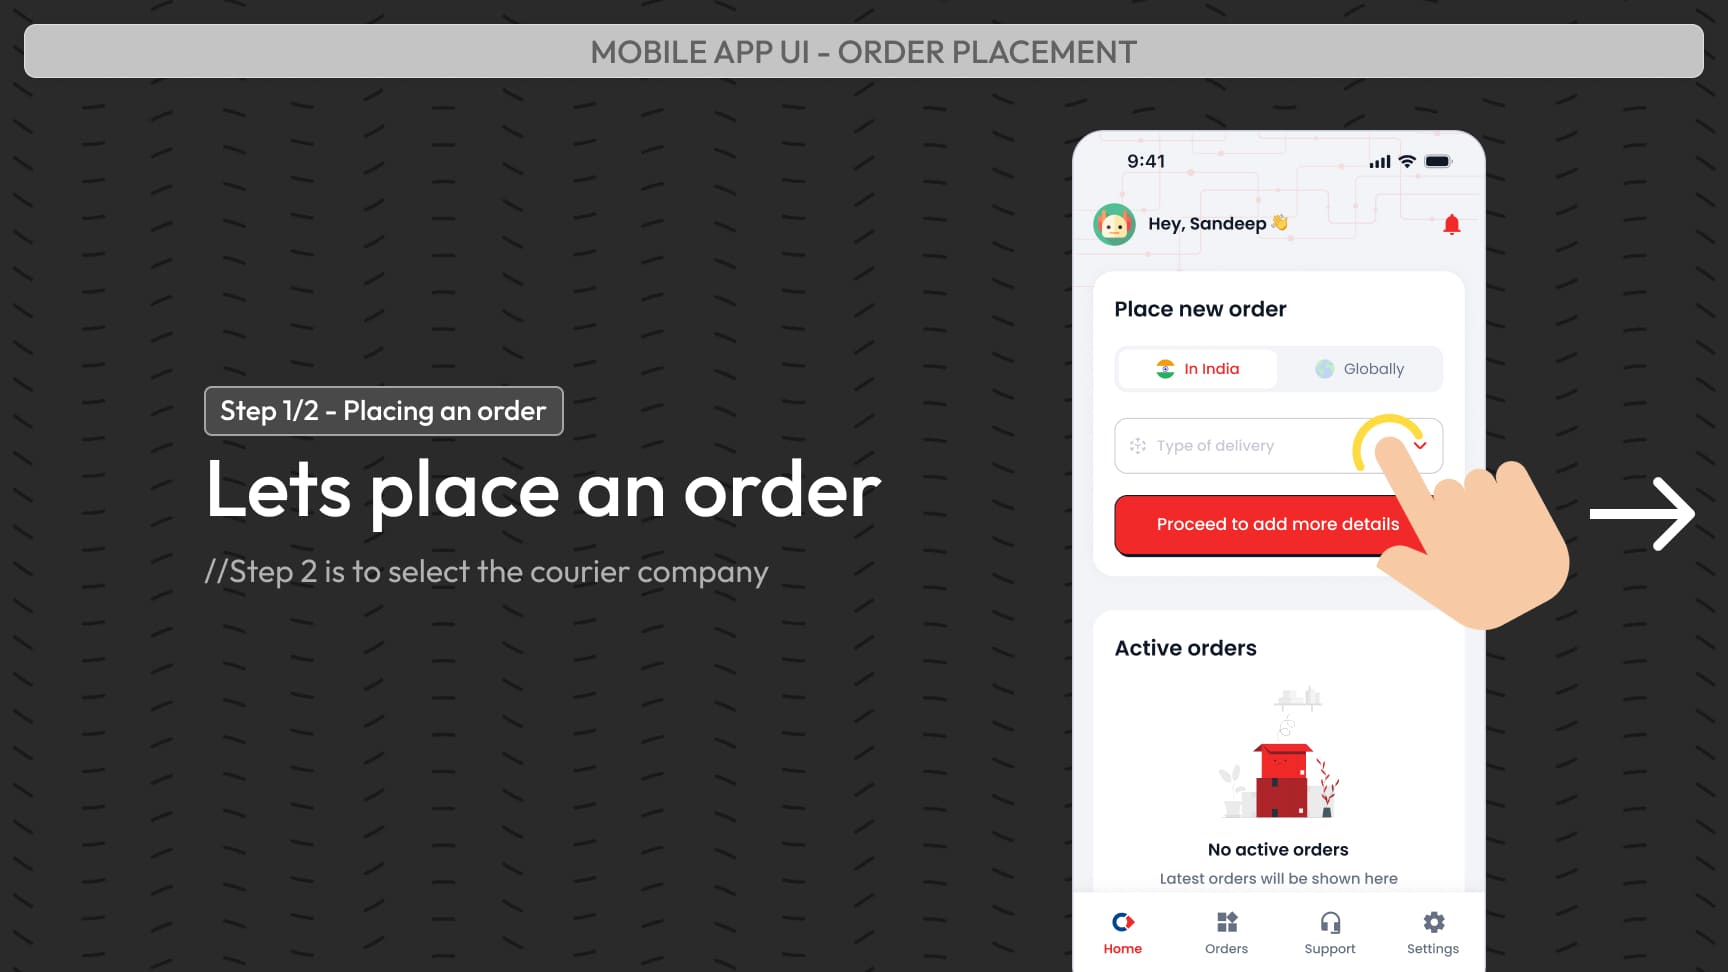 MOBILE APP UI - ORDER PLACEMENT
Step 1/2 - Placing an order
Lets place an order
//Step 2 is to select the courier company
9:41
Hey, Sandeep 👋
Place new order
In India
Globally
Type of delivery
Proceed to add more details
Active orders
No active orders
Latest orders will be shown here
Home
Orders
Support
Settings